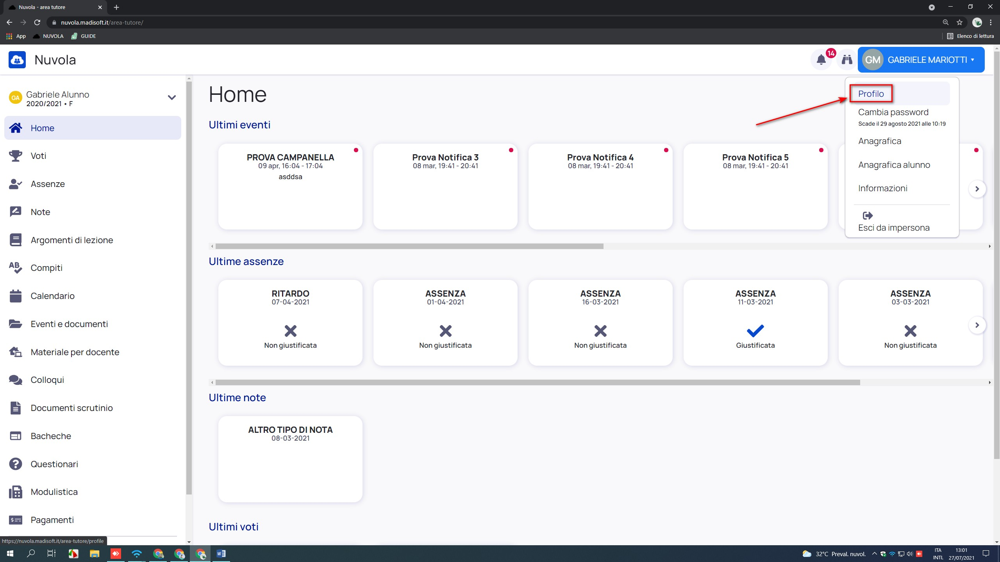 Nuvola - area tutore
nuvola.madisoft.it/area-tutore/
App NUVOLA GUIDE Elenco di lettura
Nuvola
14
GM GABRIELE MARIOTTI
GA
Gabriele Alunno
2020/2021 • F
Home
Voti
Assenze
Note
Argomenti di lezione
AB
Compiti
Calendario
Eventi e documenti
Materiale per docente
Colloqui
Documenti scrutinio
Bacheche
Questionari
Modulistica
Pagamenti
https://nuvola.madisoft.it/area-tutore/profile
Home
Profilo
Cambia password
Scade il 29 agosto 2021 alle 10:19
Anagrafica
Anagrafica alunno
Informazioni
Esci da impersona
Ultimi eventi
PROVA CAMPANELLA
09 apr, 16:04 - 17:04
asddsa
Prova Notifica 3
08 mar, 19:41 - 20:41
Prova Notifica 4
08 mar, 19:41 - 20:41
Prova Notifica 5
08 mar, 19:41 - 20:41
Ultime assenze
RITARDO
07-04-2021
Non giustificata
ASSENZA
01-04-2021
Non giustificata
ASSENZA
16-03-2021
Non giustificata
ASSENZA
11-03-2021
Giustificata
ASSENZA
03-03-2021
Non giustificata
Ultime note
ALTRO TIPO DI NOTA
08-03-2021
Ultimi voti
32°C Preval. nuvol.
ITA
INTL
13:01
27/07/2021